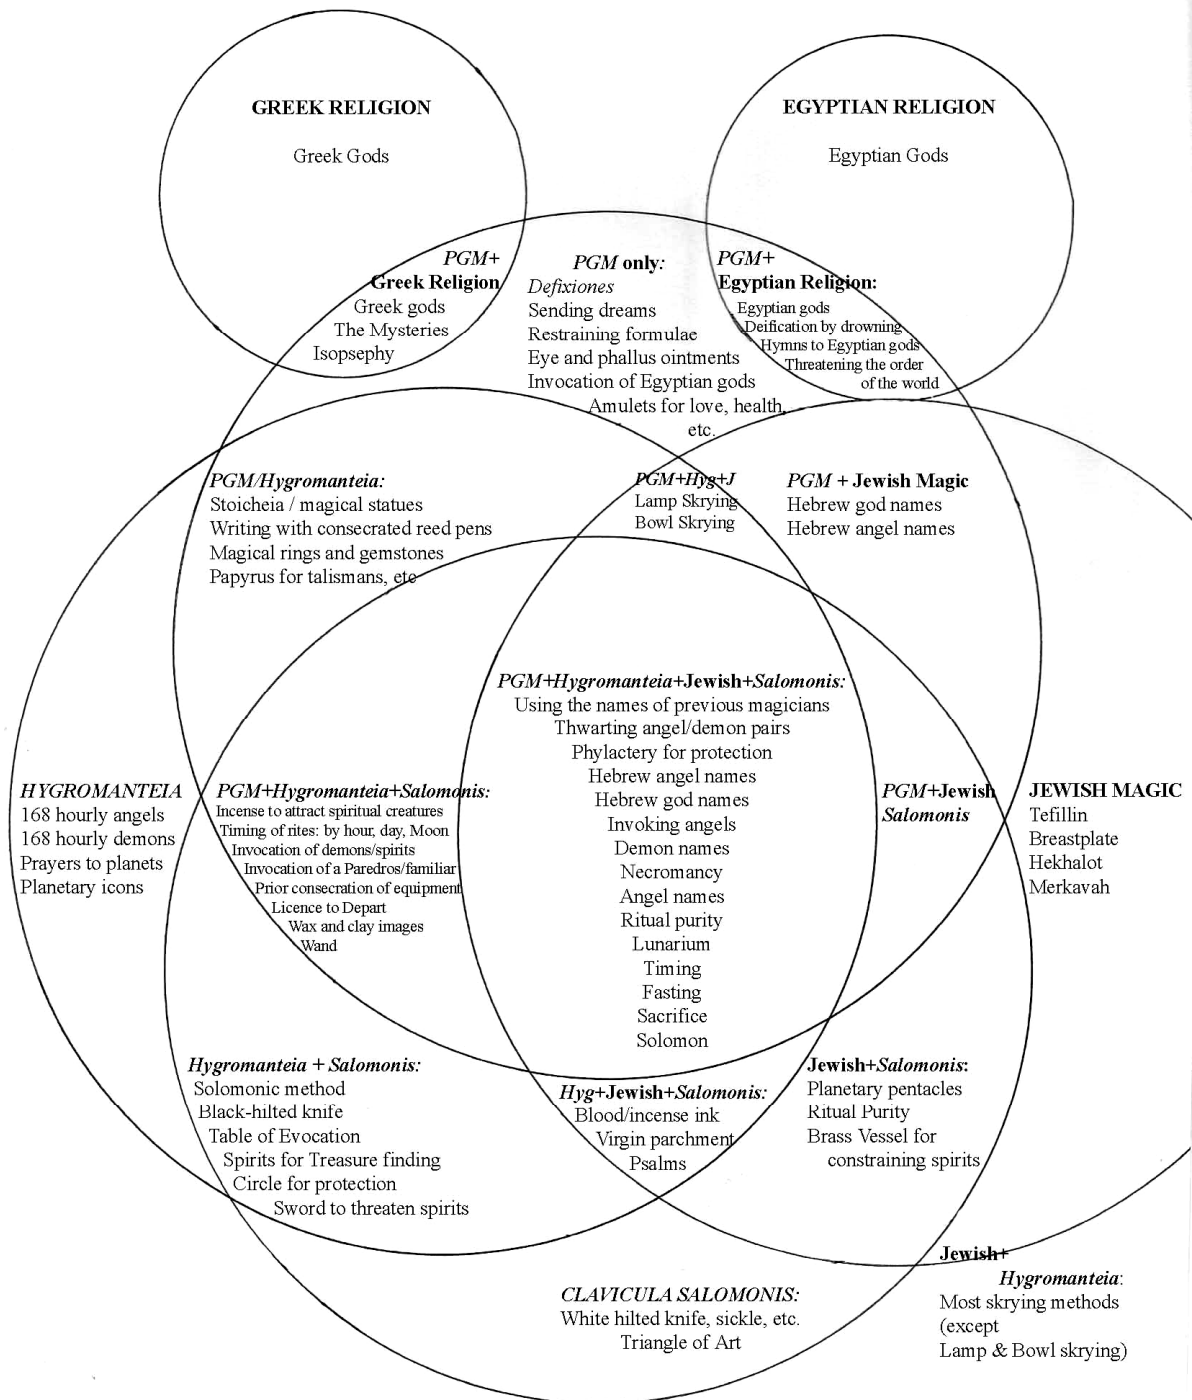 GREEK RELIGION
Greek Gods
EGYPTIAN RELIGION
Egyptian Gods
PGM+
Greek Religion
Greek gods
The Mysteries
Isopsephy
PGM only:
Defixiones
Sending dreams
Restraining formulae
Eye and phallus ointments
Invocation of Egyptian gods
Amulets for love, health,
etc.
PGM+
Egyptian Religion:
Egyptian gods
Deification by drowning
Hymns to Egyptian gods
Threatening the order
of the world
PGM/Hygromanteia:
Stoicheia / magical statues
Writing with consecrated reed pens
Magical rings and gemstones
Papyrus for talismans, etc
PGM+Hyg+J
Lamp Skrying
Bowl Skrying
PGM + Jewish Magic
Hebrew god names
Hebrew angel names
HYGROMANTEIA
168 hourly angels
168 hourly demons
Prayers to planets
Planetary icons
PGM+Hygromanteia+Salomonis:
Incense to attract spiritual creatures
Timing of rites: by hour, day, Moon
Invocation of demons/spirits
Invocation of a Paredros/familiar
Prior consecration of equipment
Licence to Depart
Wax and clay images
Wand
PGM+Hygromanteia+Jewish+Salomonis:
Using the names of previous magicians
Thwarting angel/demon pairs
Phylactery for protection
Hebrew angel names
Hebrew god names
Invoking angels
Demon names
Necromancy
Angel names
Ritual purity
Lunarium
Timing
Fasting
Sacrifice
Solomon
PGM+Jewish
Salomonis
JEWISH MAGIC
Tefillin
Breastplate
Hekhalot
Merkavah
Hygromanteia + Salomonis:
Solomonic method
Black-hilted knife
Table of Evocation
Spirits for Treasure finding
Circle for protection
Sword to threaten spirits
Hyg+Jewish+Salomonis:
Blood/incense ink
Virgin parchment
Psalms
Jewish+Salomonis:
Planetary pentacles
Ritual Purity
Brass Vessel for
constraining spirits
CLAVICULA SALOMONIS:
White hilted knife, sickle, etc.
Triangle of Art
Jewish+
Hygromanteia:
Most skrying methods
(except
Lamp & Bowl skrying)